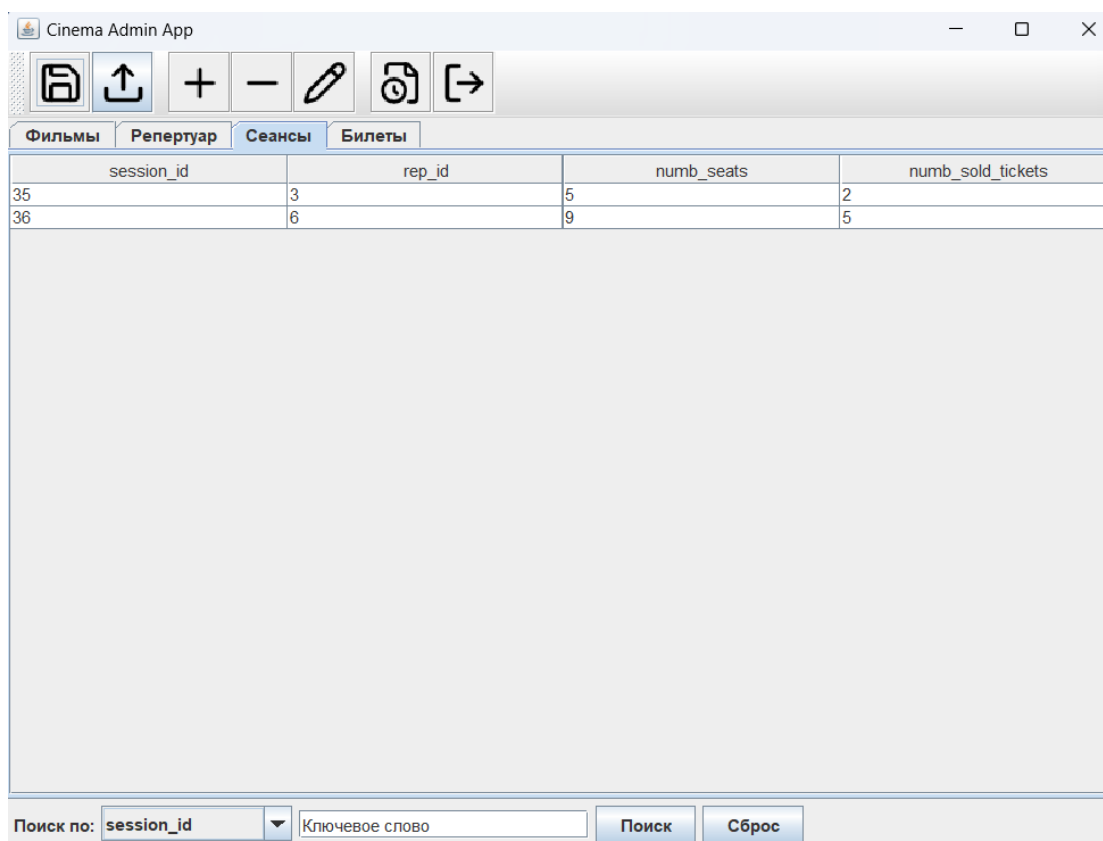 Cinema Admin App
Фильмы Репертуар Сеансы Билеты
session_id rep_id numb_seats numb_sold_tickets
35 3 5 2
36 6 9 5
Поиск по: session_id Ключевое слово Поиск Сброс